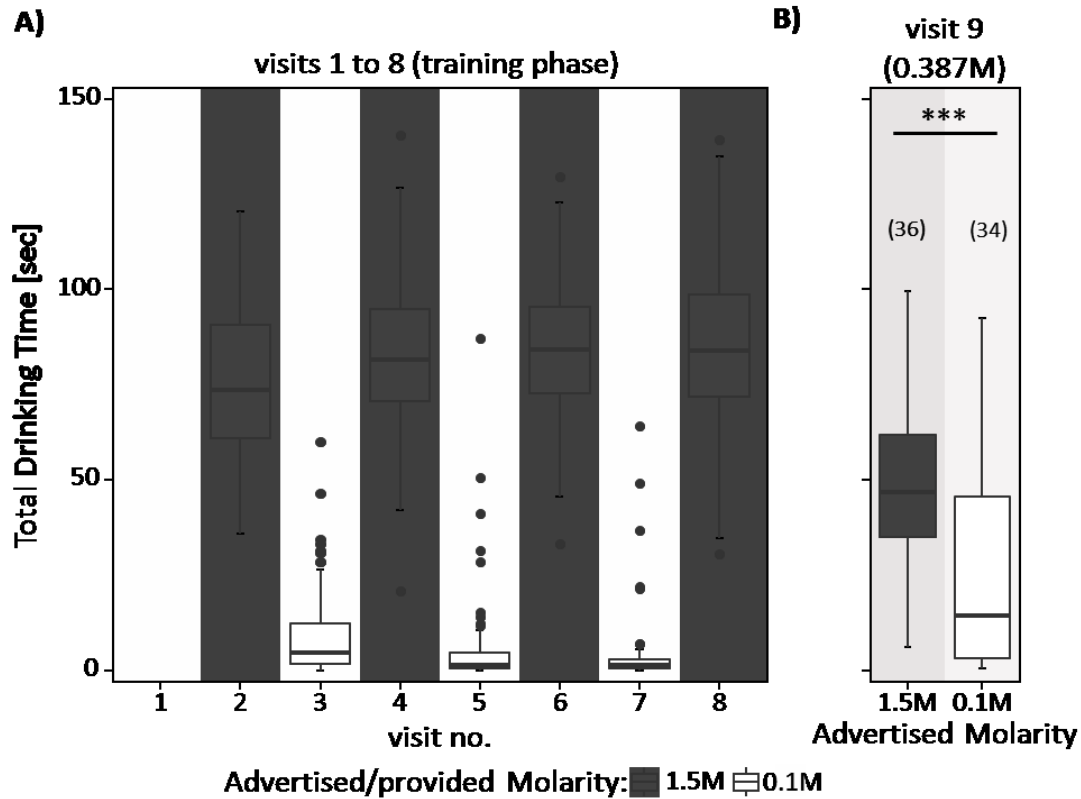 A)
visits 1 to 8 (training phase)
Total Drinking Time [sec]
150
100
50
0
1 2 3 4 5 6 7 8
visit no.
B)
visit 9
(0.387M)
***
(36) (34)
1.5M 0.1M
Advertised Molarity
Advertised/provided Molarity: 1.5M 0.1M